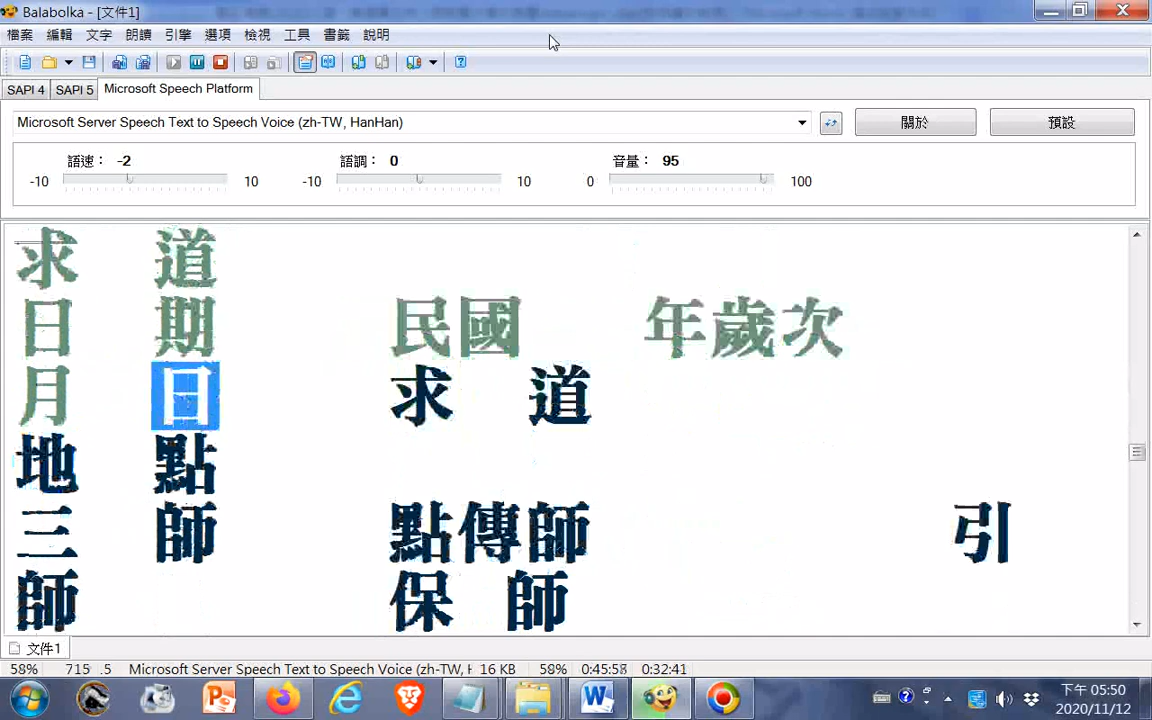 Balabolka - [文件1]
檔案 編輯 文字 朗讀 引擎 選項 檢視 工具 書籤 說明
SAPI 4 SAPI 5 Microsoft Speech Platform
Microsoft Server Speech Text to Speech Voice (zh-TW, HanHan) 關於 預設
語速： -2 語調： 0 音量： 95
-10 10 -10 10 0 100
求 道
日 期 民國 年歲次
月 日 求 道
地 點
三 師 點傳師 引
師 保 師
文件1
58% 715 .5 Microsoft Server Speech Text to Speech Voice (zh-TW, H 16 KB 58% 0:45:58 0:32:41
下午 05:50
2020/11/12